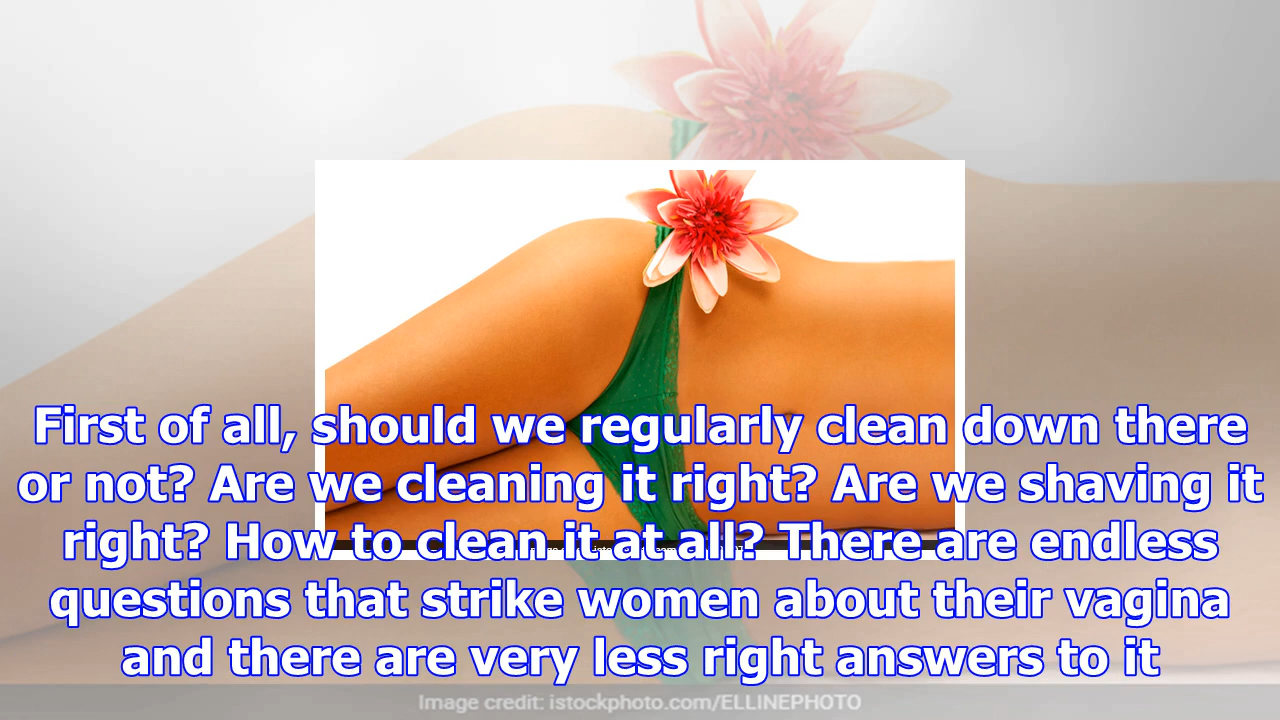 First of all, should we regularly clean down there
or not? Are we cleaning it right? Are we shaving it
right? How to clean it at all? There are endless
questions that strike women about their vagina
and there are very less right answers to it
Image credit: istockphoto.com/ELLINEPHOTO